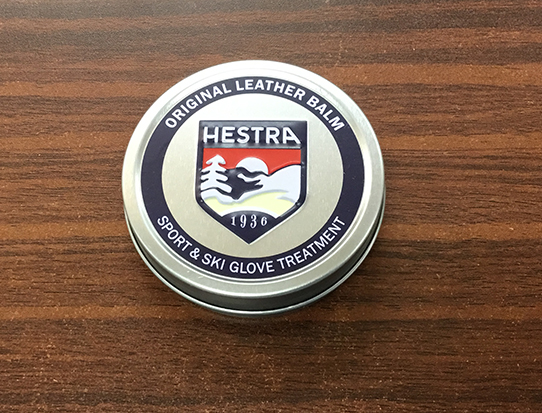 ORIGINAL LEATHER BALM
HESTRA
1936
SPORT & SKI GLOVE TREATMENT